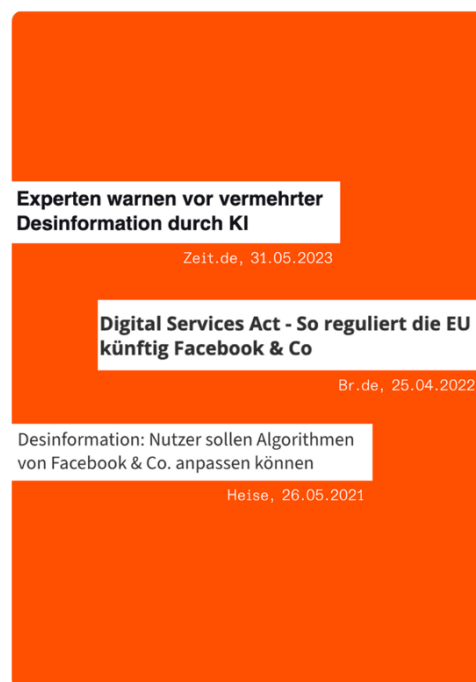 Experten warnen vor vermehrter
Desinformation durch KI
Zeit.de, 31.05.2023
Digital Services Act - So reguliert die EU
künftig Facebook & Co
Br.de, 25.04.2022
Desinformation: Nutzer sollen Algorithmen
von Facebook & Co. anpassen können
Heise, 26.05.2021